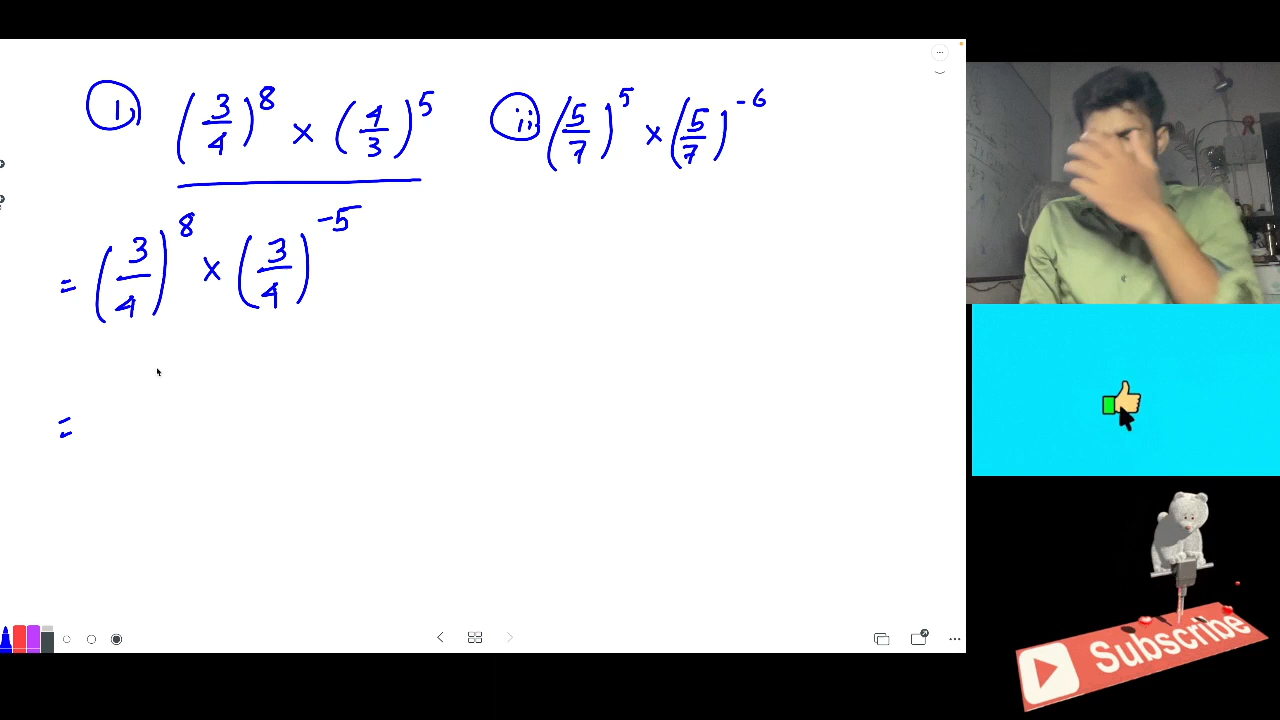 i) (3/4)^8 × (4/3)^5
ii) (5/7)^5 × (5/7)^-6
= (3/4)^8 × (3/4)^-5
=
Subscribe